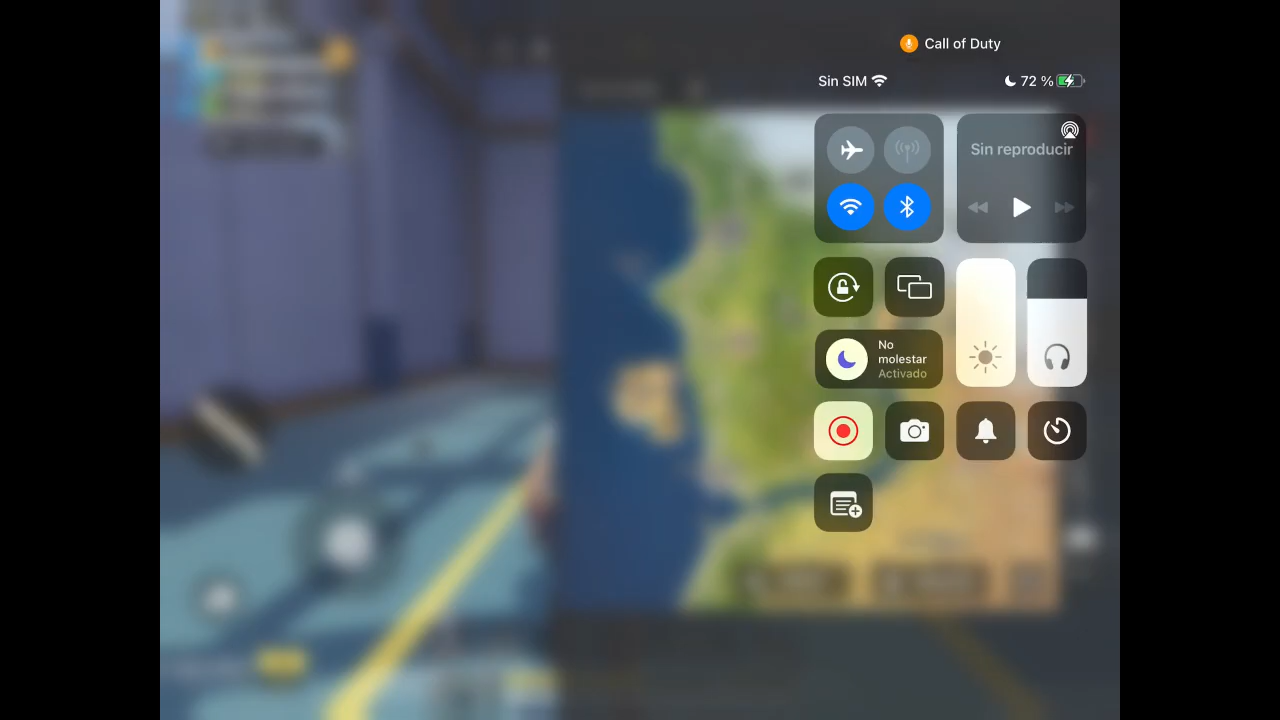 Call of Duty
Sin SIM
72 %
Sin reproducir
No
molestar
Activado